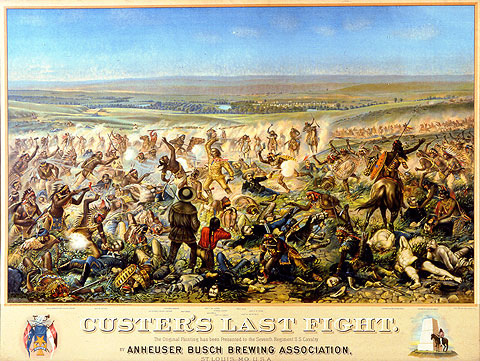 CUSTER'S LAST FIGHT.
The Original Painting has been Presented to the Seventh Regiment U.S. Cavalry
BY ANHEUSER BUSCH BREWING ASSOCIATION,
ST. LOUIS, MO. U.S.A.